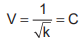 V = 1/√k = C